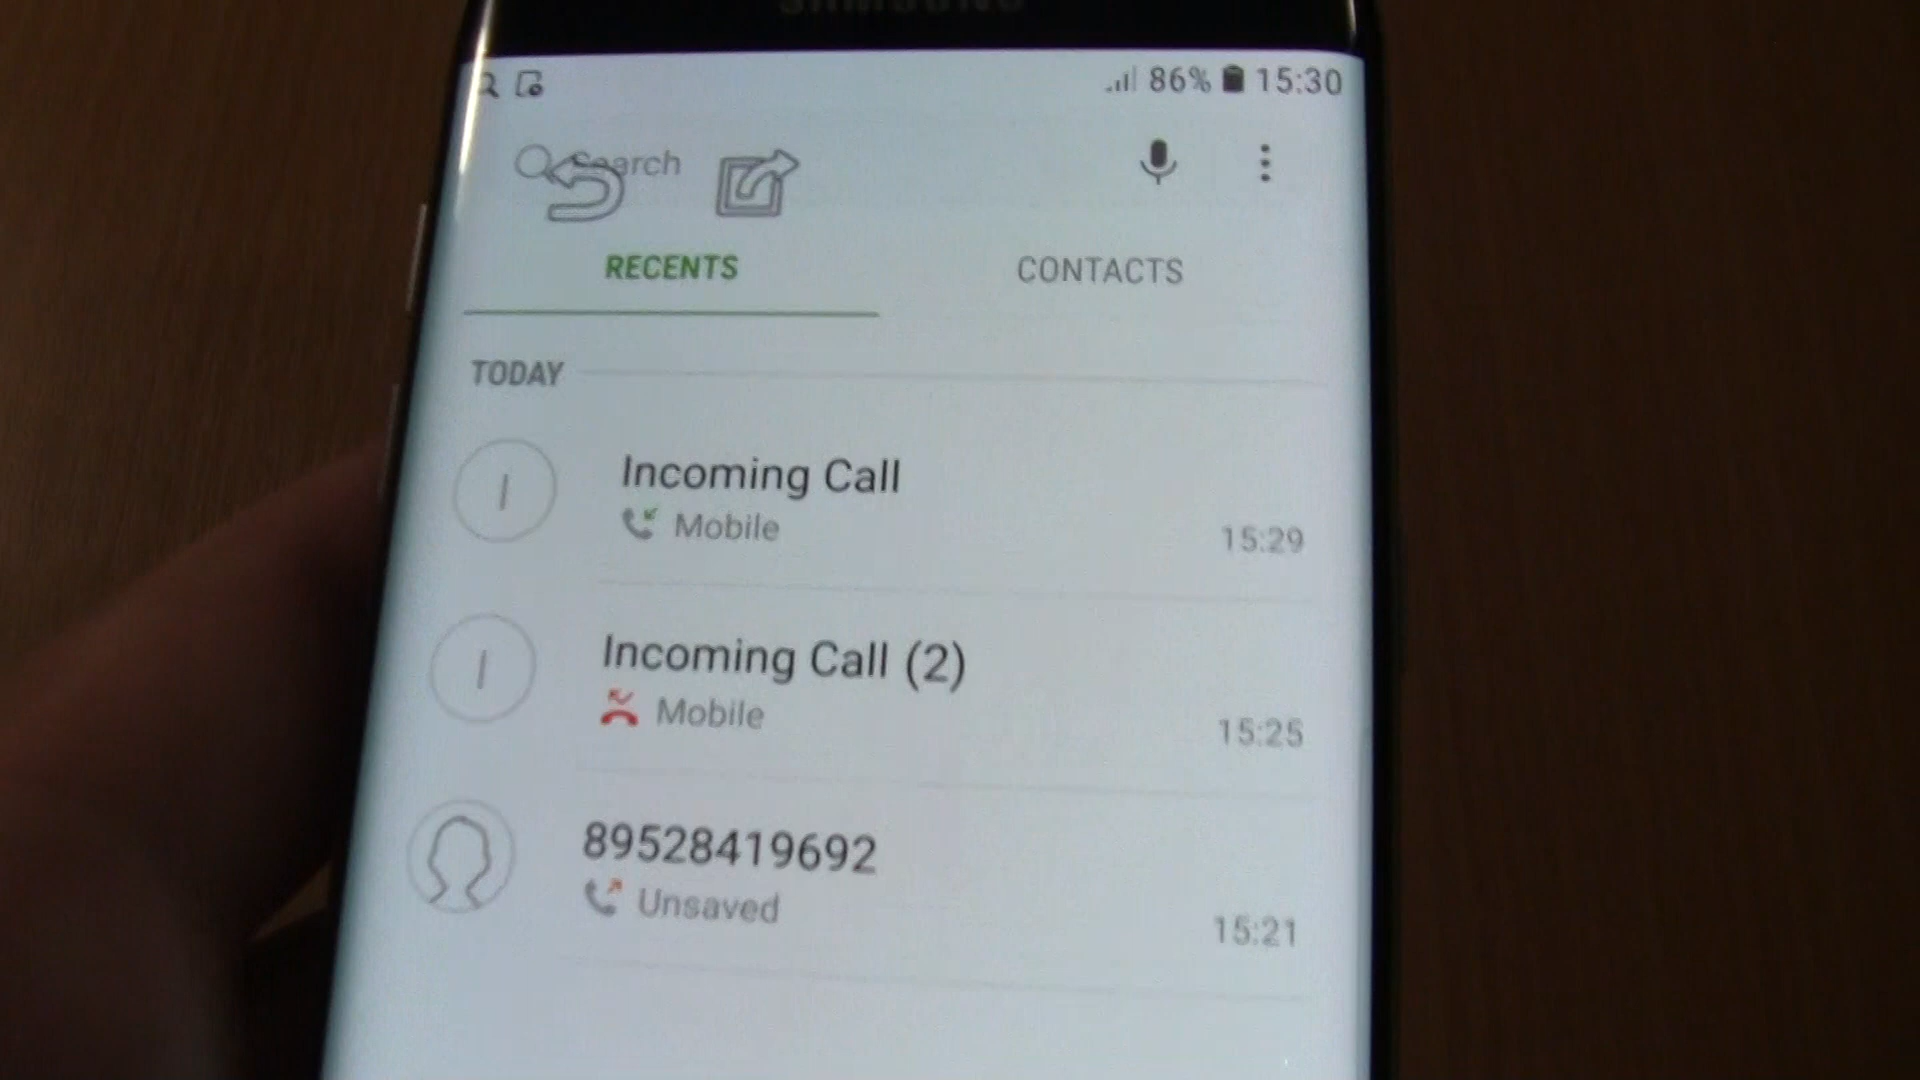 SAMSUNG
86% 15:30
Search
RECENTS CONTACTS
TODAY
I Incoming Call
Mobile 15:29
I Incoming Call (2)
Mobile 15:25
89528419692
Unsaved 15:21